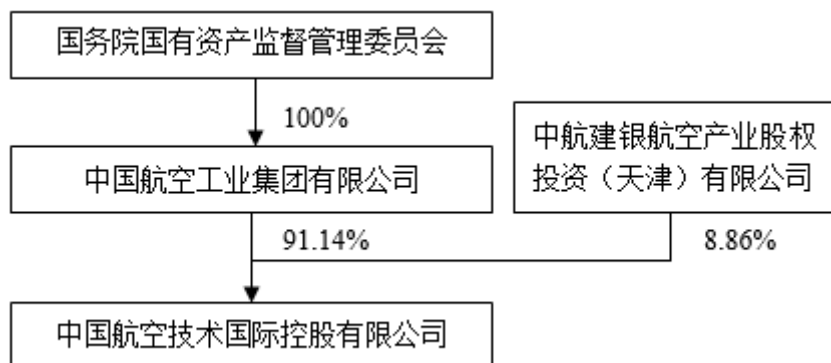 国务院国有资产监督管理委员会
100%
中国航空工业集团有限公司
中航建银航空产业股权
投资（天津）有限公司
91.14%
8.86%
中国航空技术国际控股有限公司